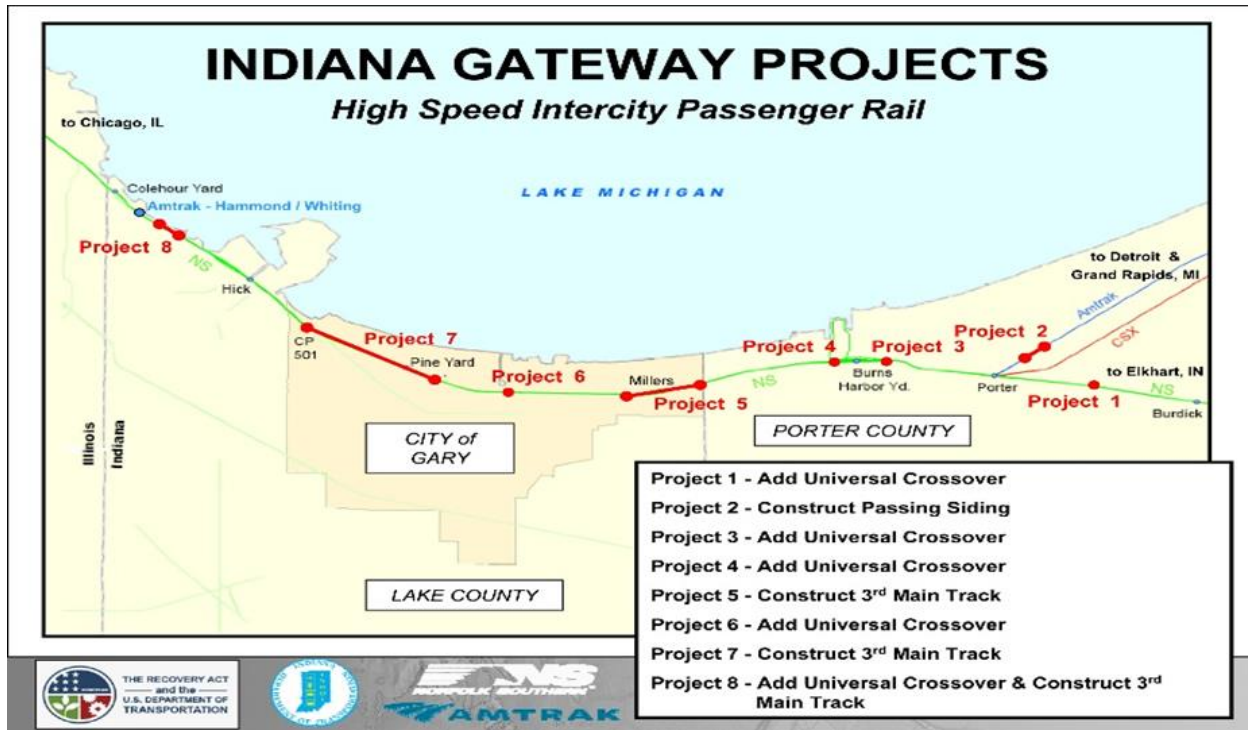 INDIANA GATEWAY PROJECTS
High Speed Intercity Passenger Rail
to Chicago, IL
Colehour Yard
Amtrak - Hammond / Whiting
Project 8
NS
Hick
LAKE MICHIGAN
to Detroit &
Grand Rapids, MI
Amtrak
CSX
Project 7
CP
501
Pine Yard
Project 6
Millers
Project 5
NS
Project 4
Burns
Harbor Yd.
Project 3
Project 2
Porter
to Elkhart, IN
NS
Project 1
Burdick
Illinois
Indiana
CITY of
GARY
PORTER COUNTY
LAKE COUNTY
Project 1 - Add Universal Crossover
Project 2 - Construct Passing Siding
Project 3 - Add Universal Crossover
Project 4 - Add Universal Crossover
Project 5 - Construct 3rd Main Track
Project 6 - Add Universal Crossover
Project 7 - Construct 3rd Main Track
Project 8 - Add Universal Crossover & Construct 3rd
Main Track
THE RECOVERY ACT
and the
U.S. DEPARTMENT OF
TRANSPORTATION
INDIANA
NS
NORFOLK SOUTHERN
AMTRAK